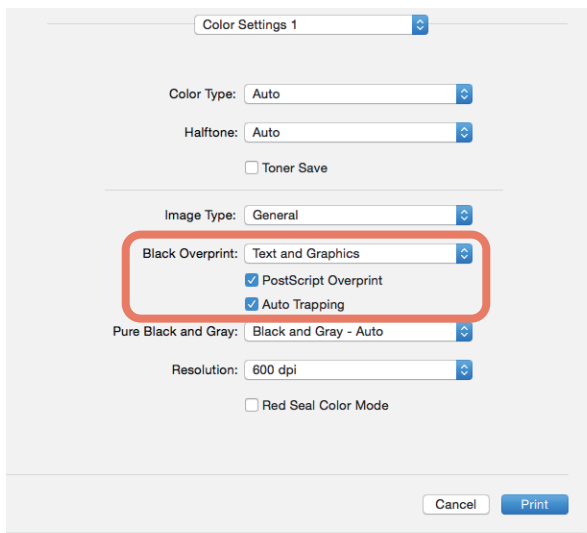 Color Settings 1
Color Type: Auto
Halftone: Auto
Toner Save
Image Type: General
Black Overprint: Text and Graphics
PostScript Overprint
Auto Trapping
Pure Black and Gray: Black and Gray - Auto
Resolution: 600 dpi
Red Seal Color Mode
Cancel Print